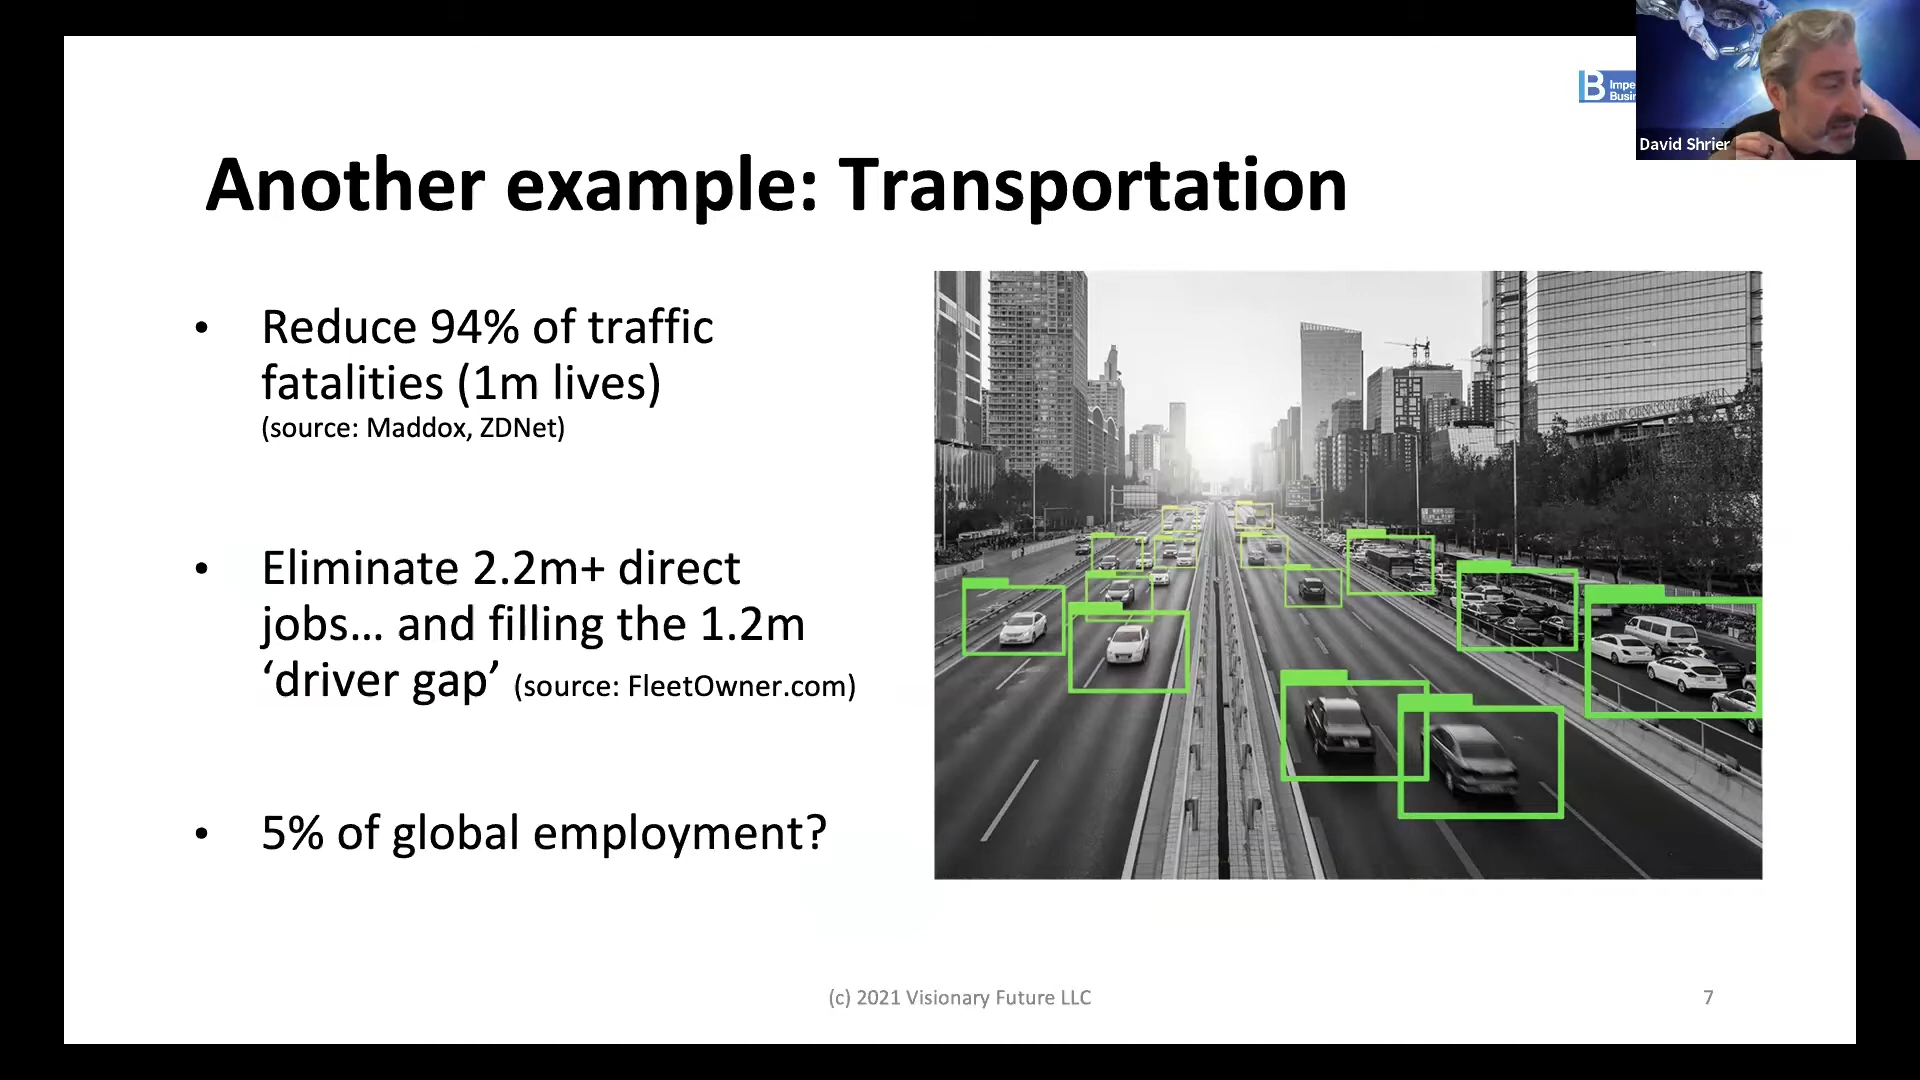 B Impe
Busi
David Shrier
Another example: Transportation
• Reduce 94% of traffic
fatalities (1m lives)
(source: Maddox, ZDNet)
• Eliminate 2.2m+ direct
jobs... and filling the 1.2m
‘driver gap’ (source: FleetOwner.com)
• 5% of global employment?
(c) 2021 Visionary Future LLC
7